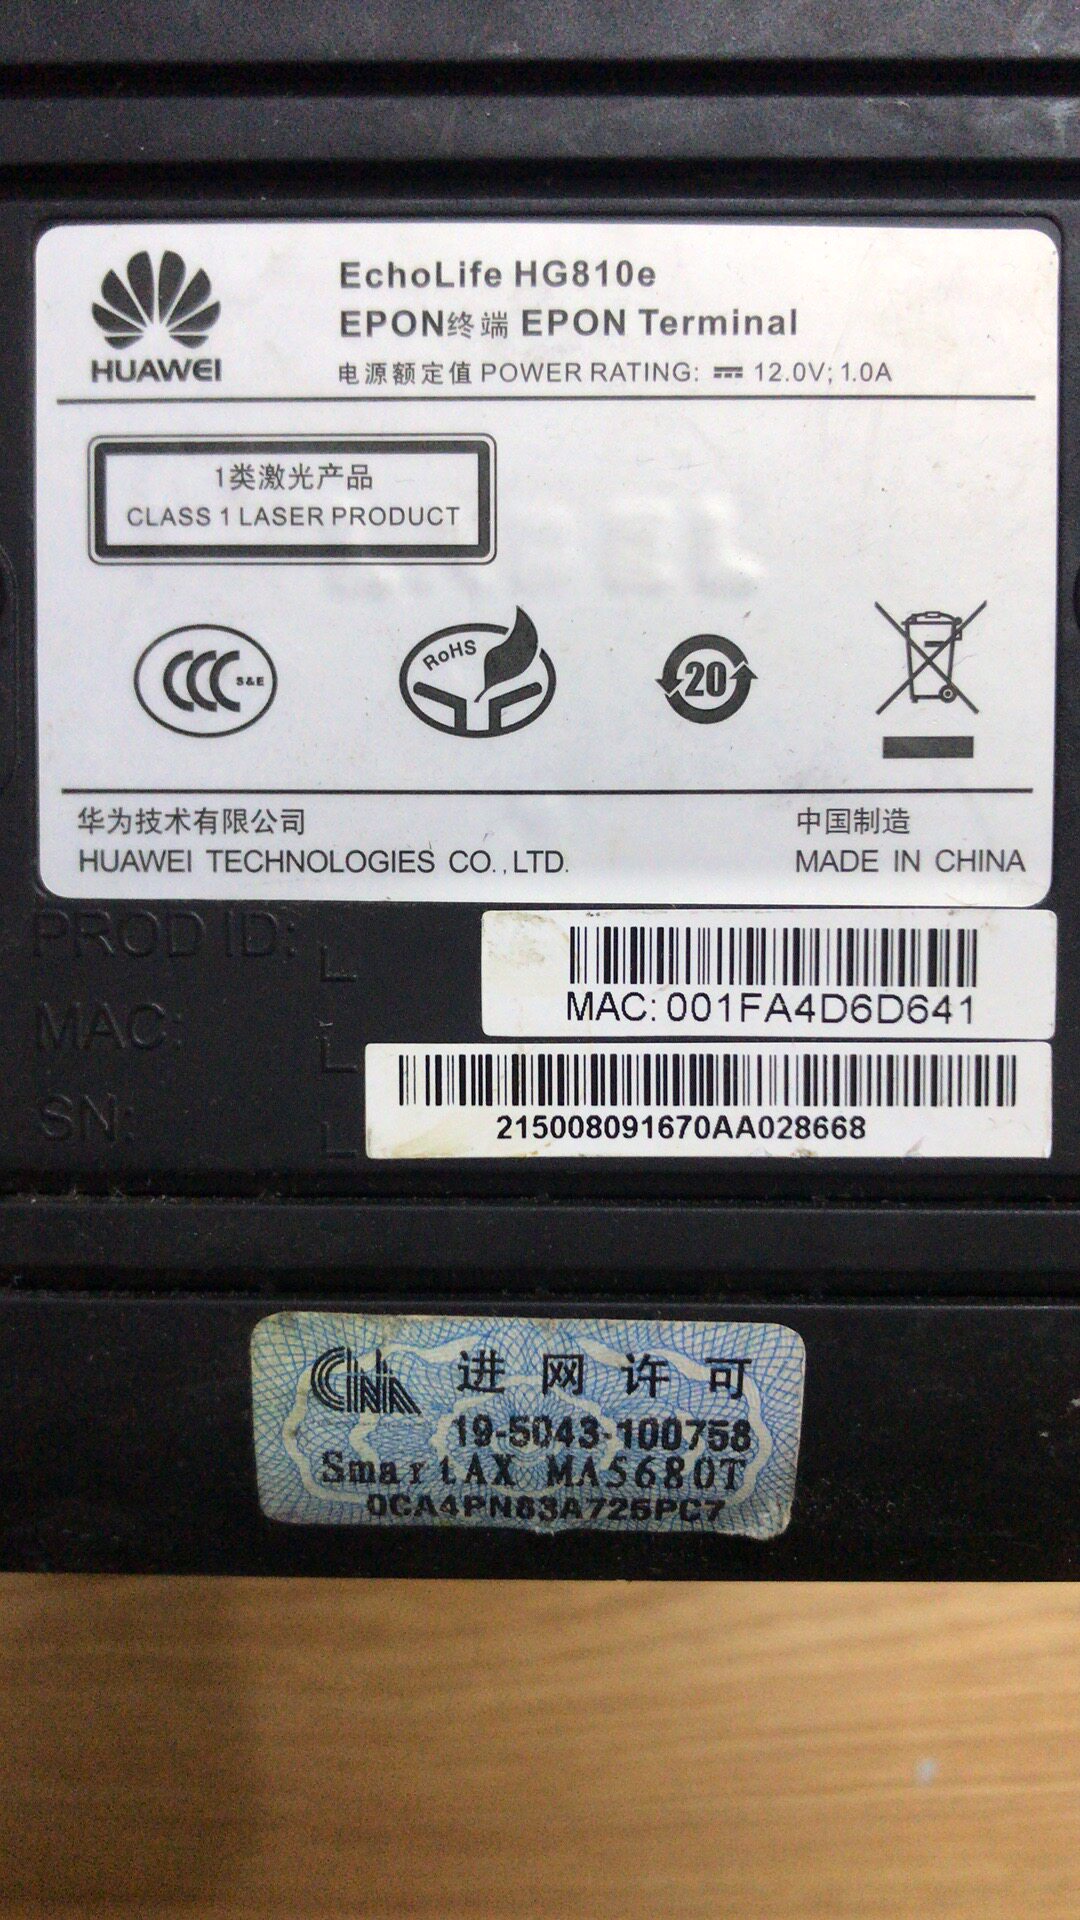 HUAWEI
EchoLife HG810e
EPON终端 EPON Terminal
电源额定值 POWER RATING: ⎓ 12.0V; 1.0A
1类激光产品
CLASS 1 LASER PRODUCT
CCC S&E
RoHS
20
华为技术有限公司
HUAWEI TECHNOLOGIES CO.,LTD.
中国制造
MADE IN CHINA
PROD ID:
MAC:
SN:
MAC: 001FA4D6D641
215008091670AA028668
CNA 进网许可
19-5043-100758
SmartAX MA5680T
0CA4PN83A726PC7